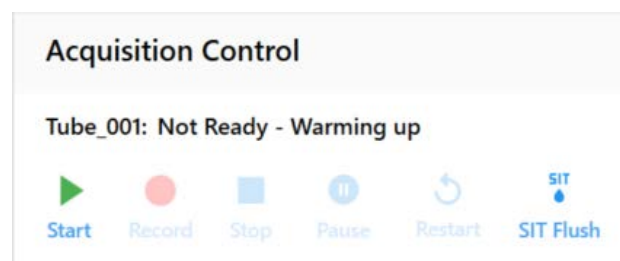 Acquisition Control
Tube_001: Not Ready - Warming up
SIT
Start Record Stop Pause Restart SIT Flush